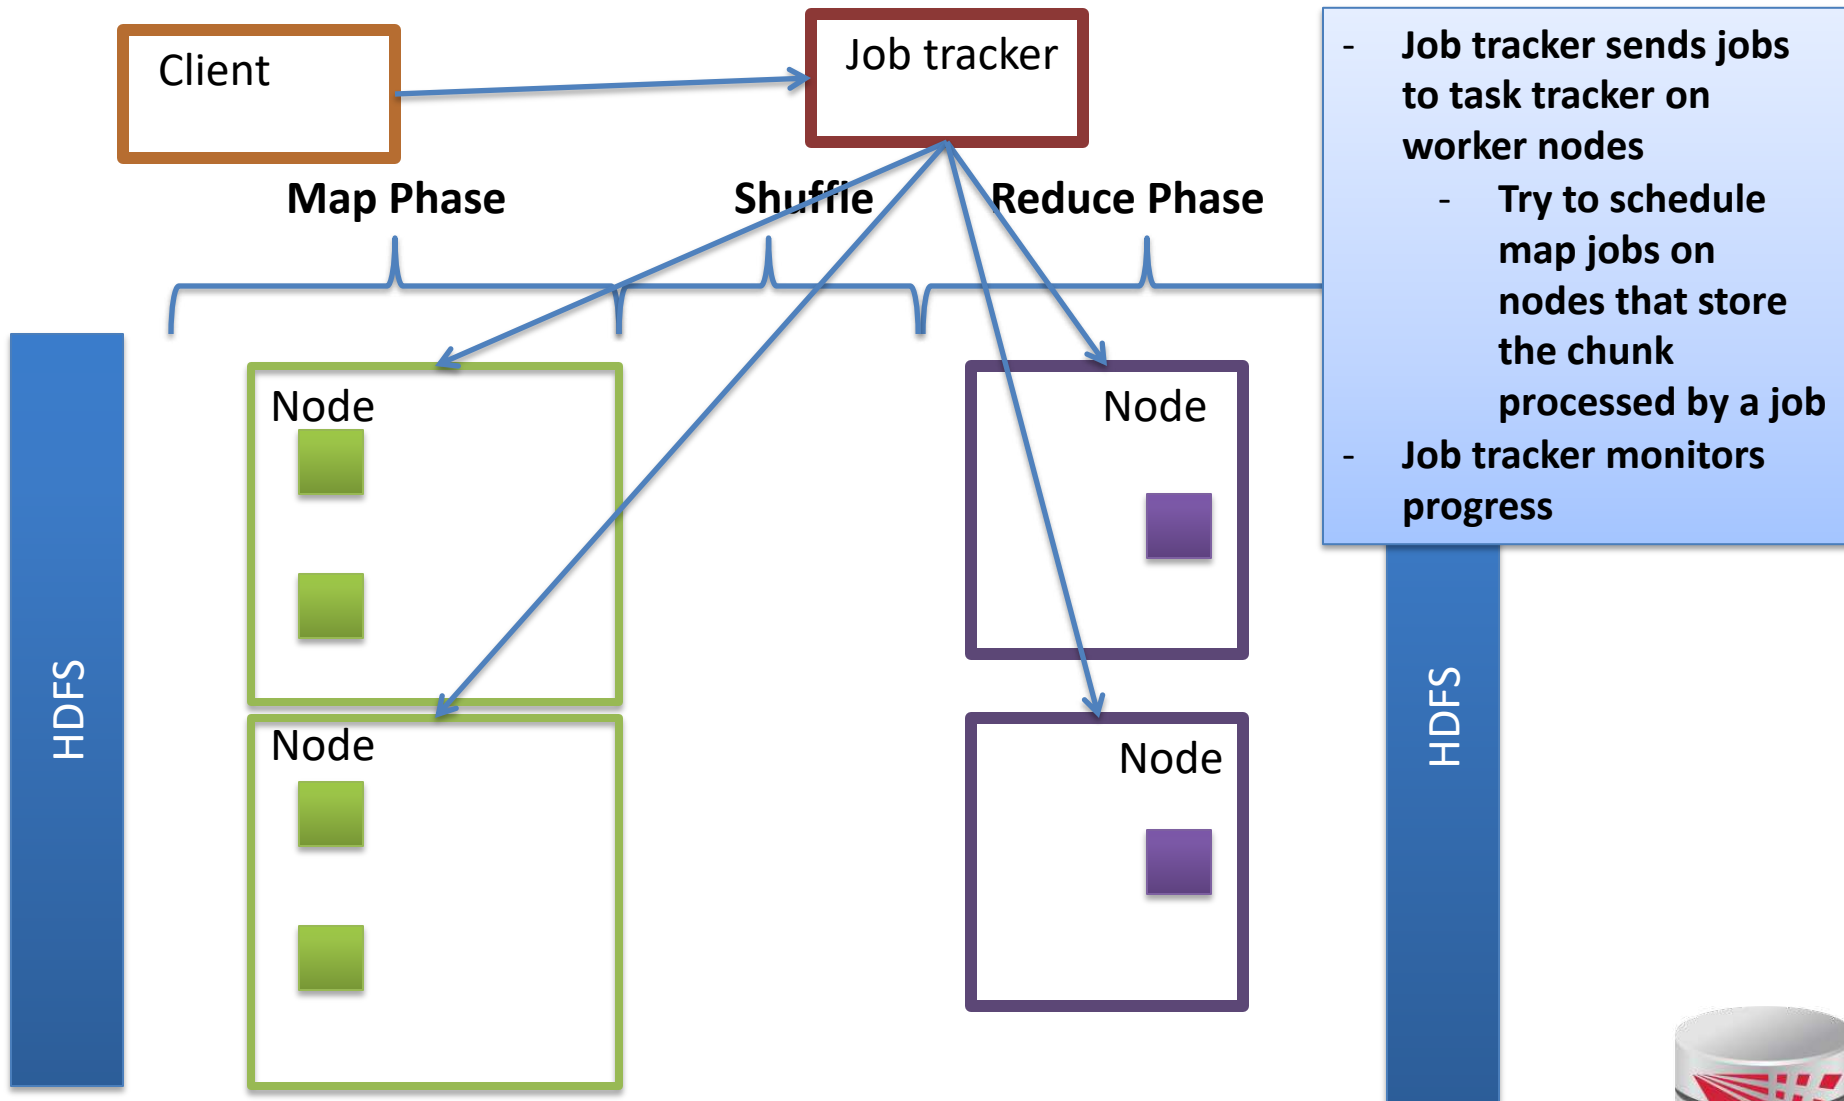 Client
Job tracker
Map Phase
Shuffle
Reduce Phase
- Job tracker sends jobs
to task tracker on
worker nodes
- Try to schedule
map jobs on
nodes that store
the chunk
processed by a job
- Job tracker monitors
progress
HDFS
Node
Node
Node
Node
HDFS